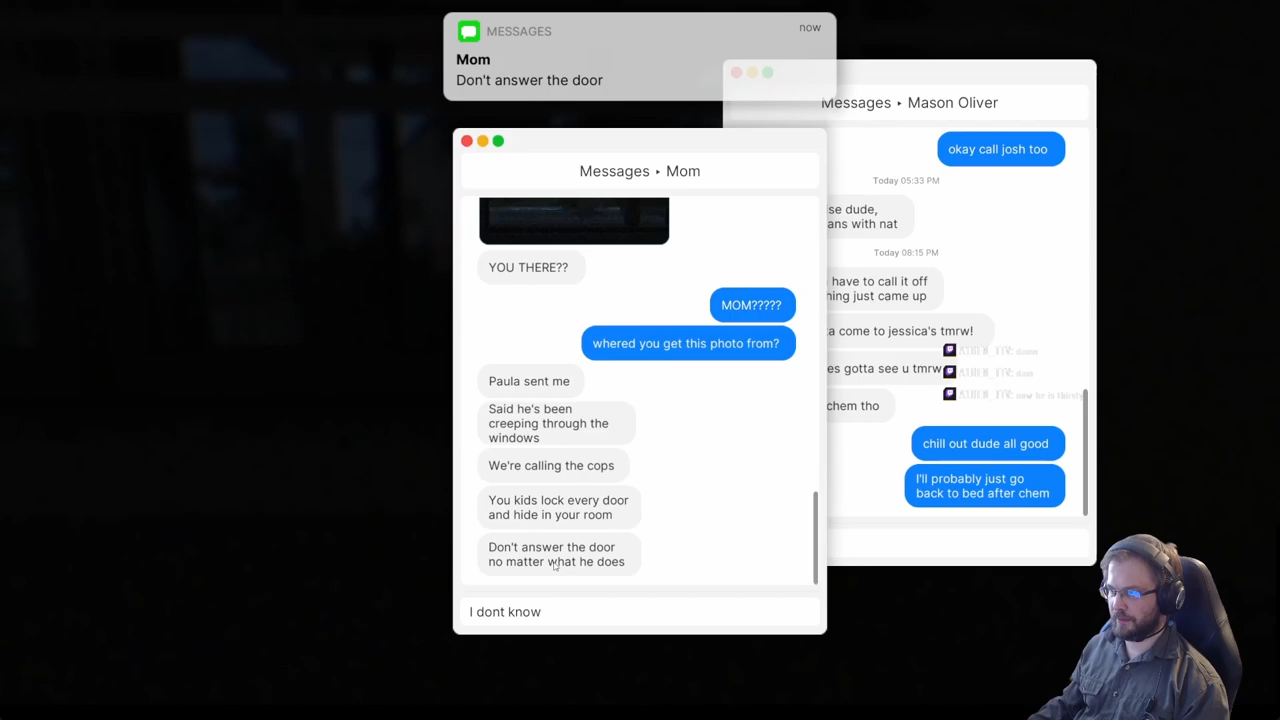 MESSAGES
now
Mom
Don't answer the door
Messages ▸ Mason Oliver
okay call josh too
Today 05:33 PM
se dude,
ans with nat
Today 08:15 PM
have to call it off
hing just came up
a come to jessica's tmrw!
es gotta see u tmrw
chem tho
chill out dude all good
I'll probably just go
back to bed after chem
Messages ▸ Mom
YOU THERE??
MOM?????
whered you get this photo from?
Paula sent me
Said he's been
creeping through the
windows
We're calling the cops
You kids lock every door
and hide in your room
Don't answer the door
no matter what he does
I dont know